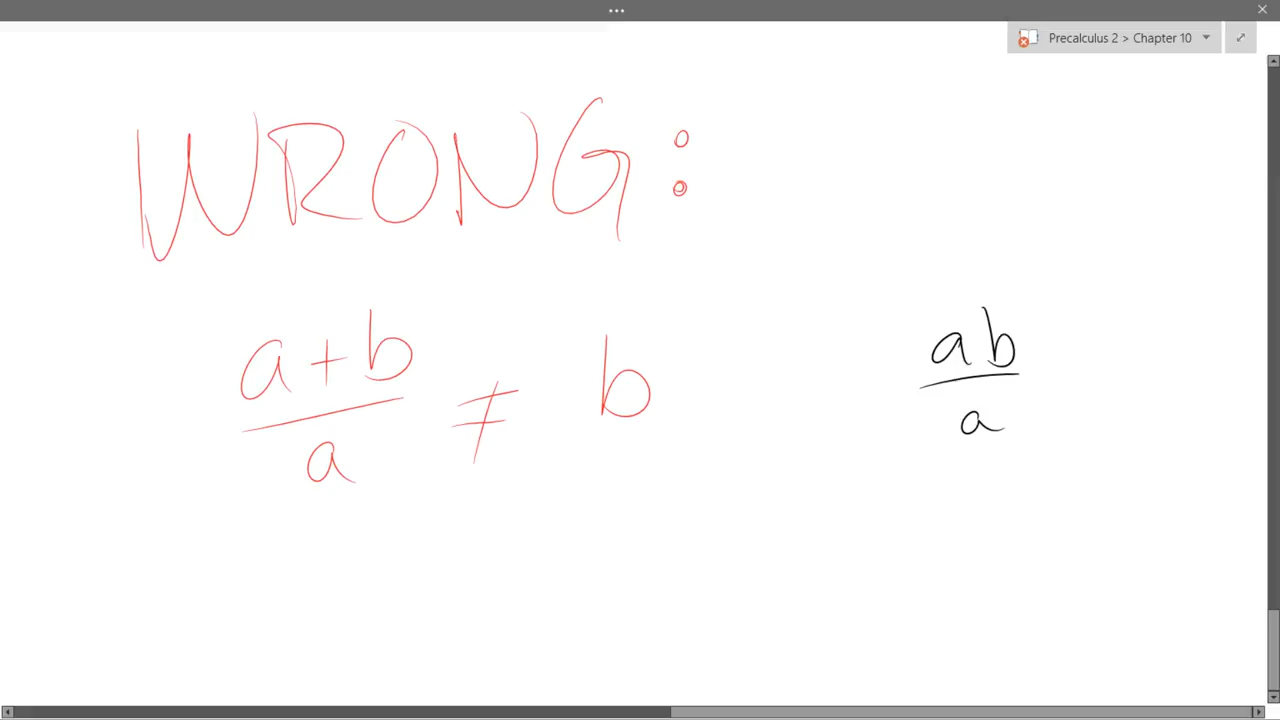 Precalculus 2 > Chapter 10
WRONG:
a+b
a
≠ b
ab
a